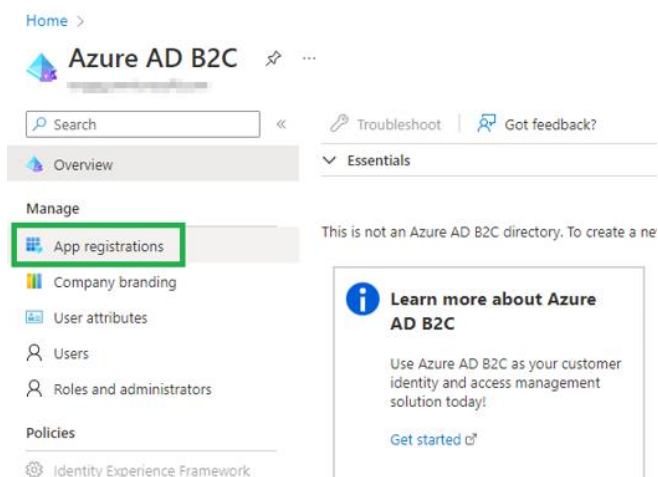 Home >
Azure AD B2C
Search
«
Troubleshoot
Got feedback?
Overview
Essentials
Manage
App registrations
Company branding
User attributes
Users
Roles and administrators
Policies
Identity Experience Framework
This is not an Azure AD B2C directory. To create a ne
Learn more about Azure
AD B2C
Use Azure AD B2C as your customer
identity and access management
solution today!
Get started